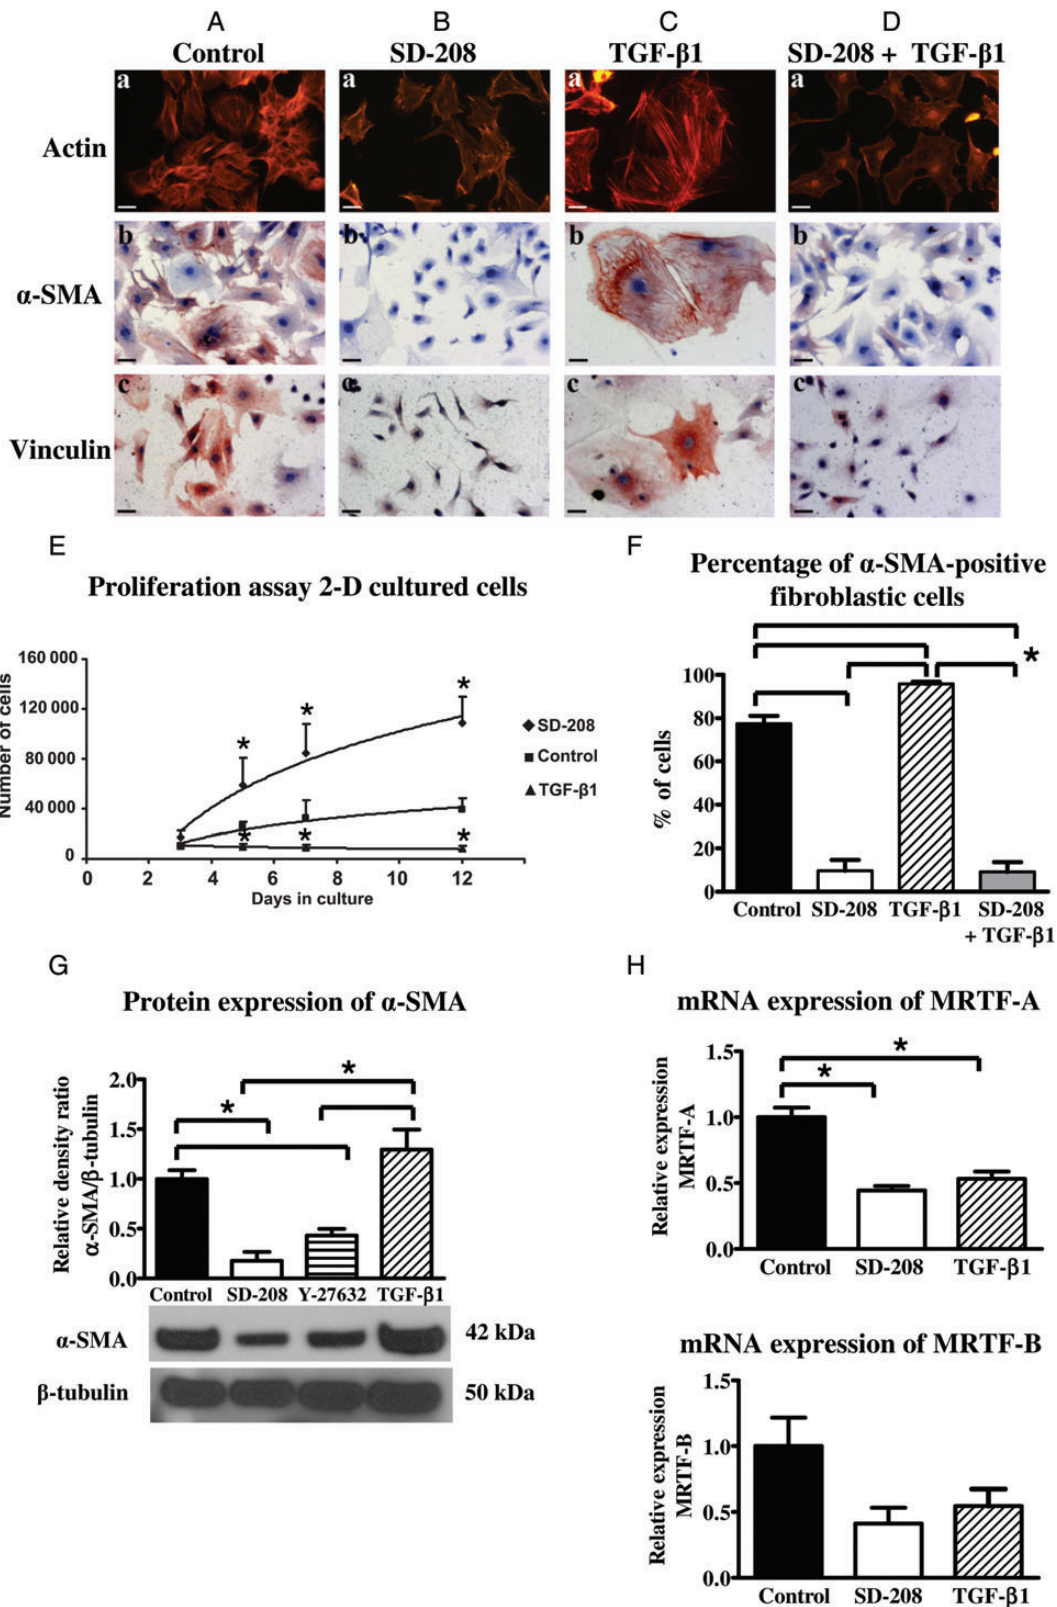 A
B
C
D
Control
SD-208
TGF-β1
SD-208 + TGF-β1
Actin
a
a
a
a
α-SMA
b
b
b
b
Vinculin
c
c
c
c
E
Proliferation assay 2-D cultured cells
Number of cells
160 000
120 000
80 000
40 000
0
0
2
4
6
8
10
12
Days in culture
*
*
*
*
*
*
SD-208
Control
TGF-β1
F
Percentage of α-SMA-positive
fibroblastic cells
*
% of cells
100
80
60
40
20
0
Control
SD-208
TGF-β1
SD-208
+ TGF-β1
G
Protein expression of α-SMA
Relative density ratio
α-SMA/β-tubulin
2.0
1.5
1.0
0.5
0.0
*
*
Control
SD-208
Y-27632
TGF-β1
α-SMA
42 kDa
β-tubulin
50 kDa
H
mRNA expression of MRTF-A
Relative expression
MRTF-A
1.5
1.0
0.5
0.0
*
*
Control
SD-208
TGF-β1
mRNA expression of MRTF-B
Relative expression
MRTF-B
1.5
1.0
0.5
0.0
Control
SD-208
TGF-β1